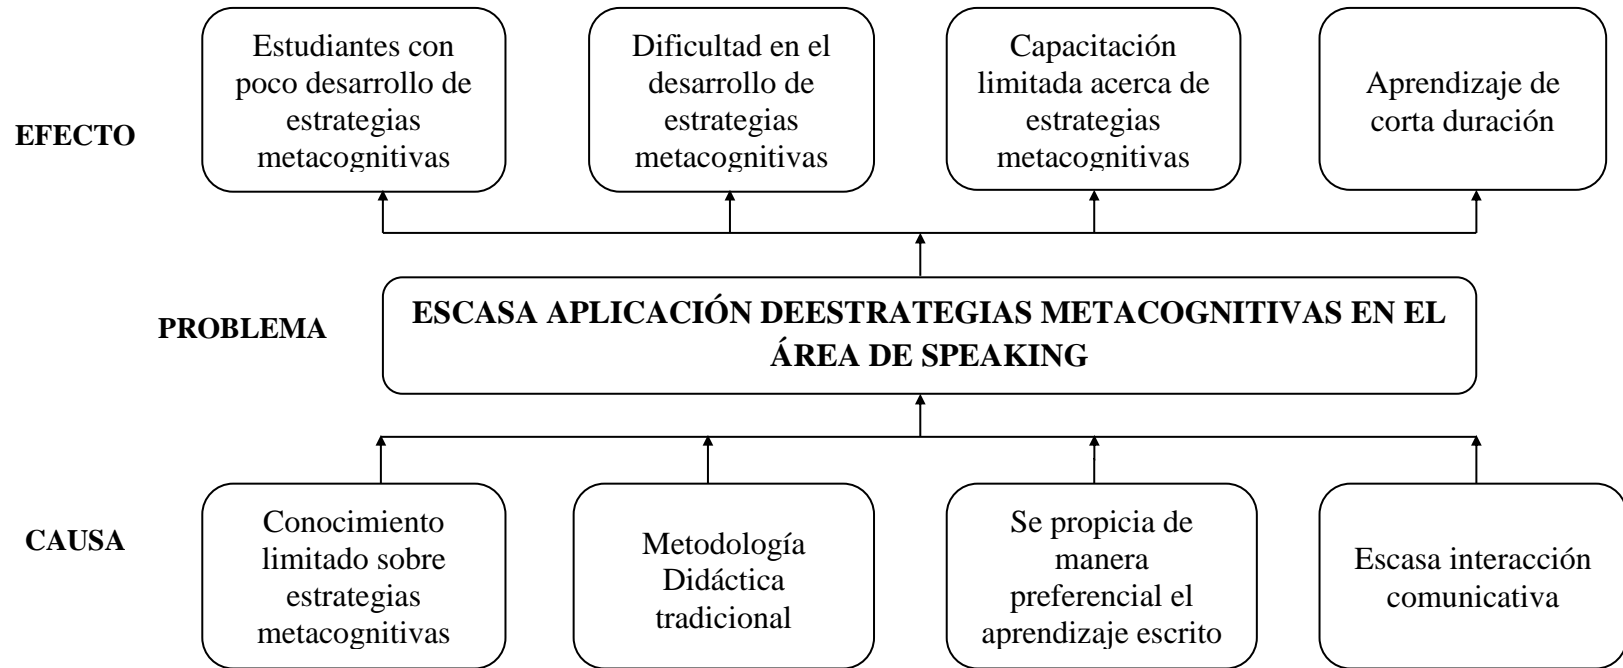 Estudiantes con
poco desarrollo de
estrategias
metacognitivas
Dificultad en el
desarrollo de
estrategias
metacognitivas
Capacitación
limitada acerca de
estrategias
metacognitivas
Aprendizaje de
corta duración
EFECTO
PROBLEMA
ESCASA APLICACIÓN DEESTRATEGIAS METACOGNITIVAS EN EL
ÁREA DE SPEAKING
CAUSA
Conocimiento
limitado sobre
estrategias
metacognitivas
Metodología
Didáctica
tradicional
Se propicia de
manera
preferencial el
aprendizaje escrito
Escasa interacción
comunicativa